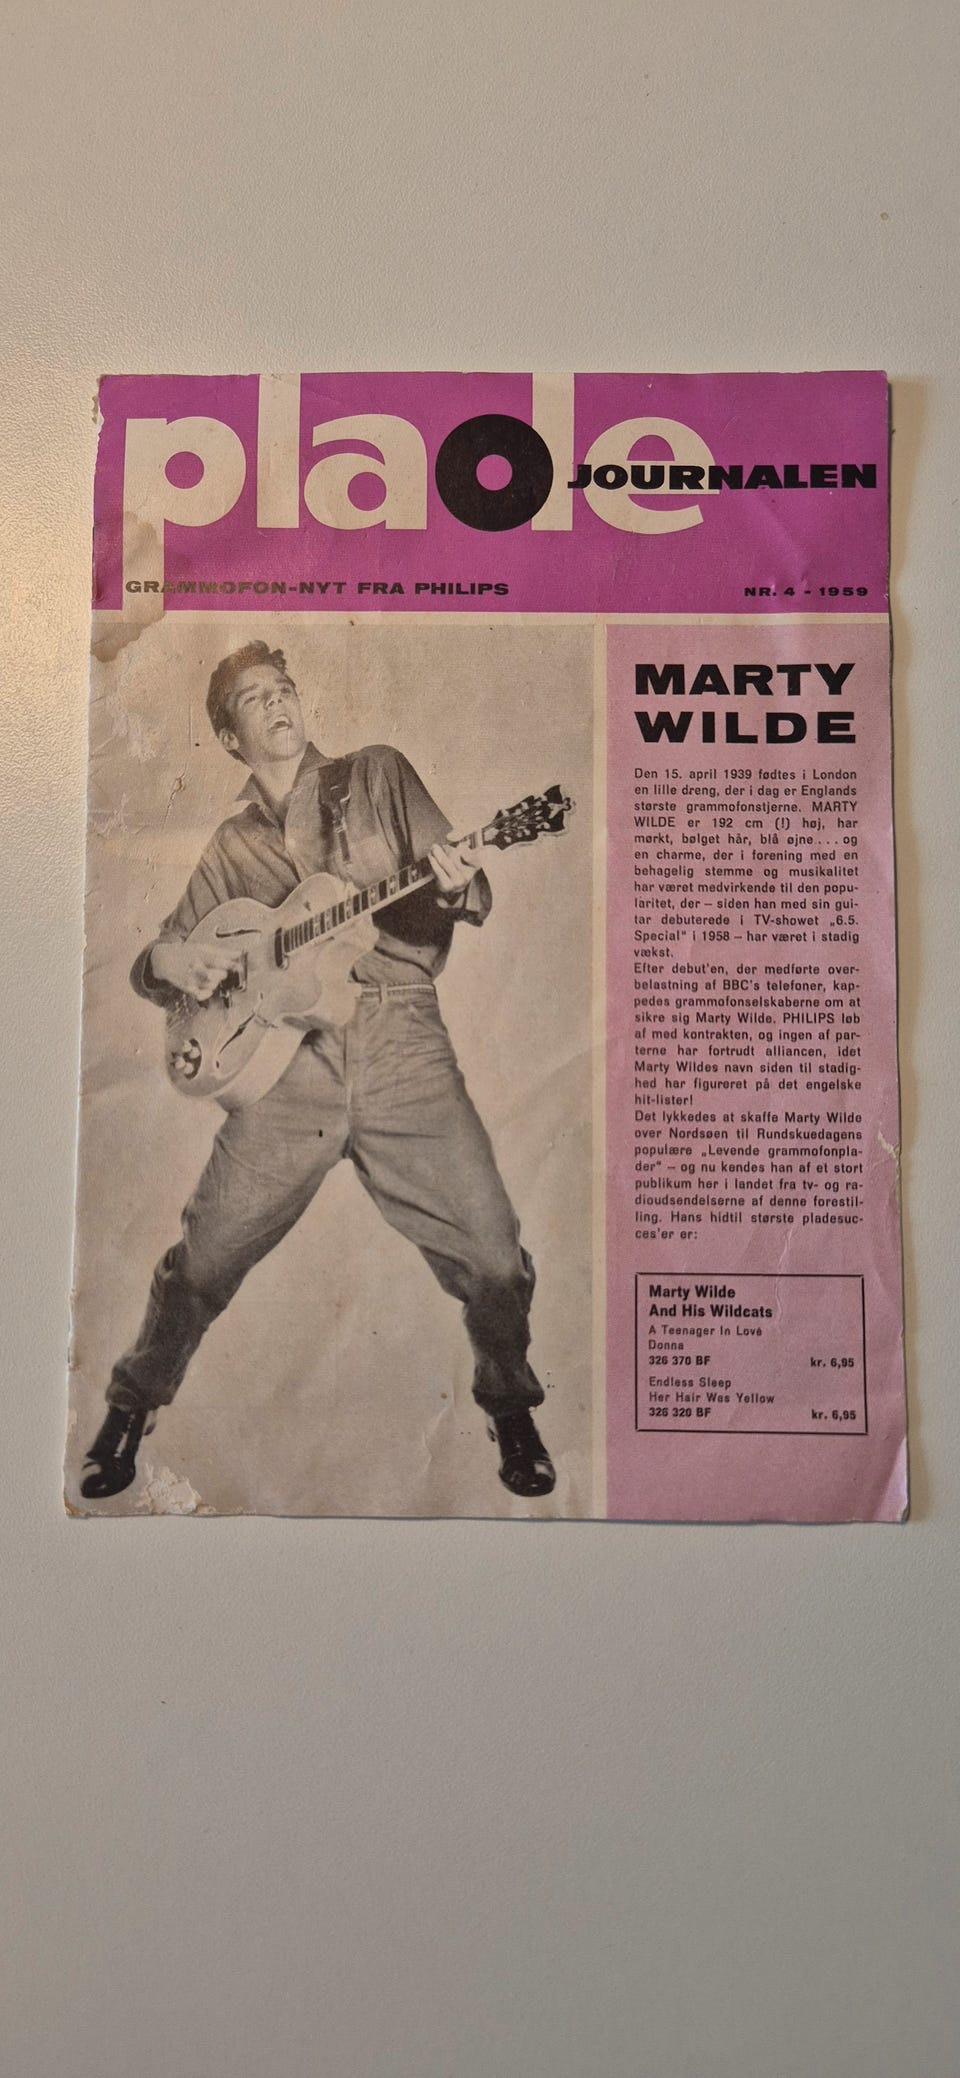 plade
JOURNALEN
GRAMMOFON-NYT FRA PHILIPS
NR. 4 - 1959
MARTY
WILDE
Den 15. april 1939 fødtes i London
en lille dreng, der i dag er Englands
største grammofonstjerne. MARTY
WILDE er 192 cm (!) høj, har
mørkt, bølget hår, blå øjne . . . og
en charme, der i forening med en
behagelig stemme og musikalitet
har været medvirkende til den popu-
laritet, der – siden han med sin gui-
tar debuterede i TV-showet „6.5.
Special" i 1958 – har været i stadig
vækst.
Efter debut'en, der medførte over-
belastning af BBC's telefoner, kap-
pedes grammofonselskaberne om at
sikre sig Marty Wilde. PHILIPS løb
af med kontrakten, og ingen af par-
terne har fortrudt alliancen, idet
Marty Wildes navn siden til stadig-
hed har figureret på det engelske
hit-lister!
Det lykkedes at skaffe Marty Wilde
over Nordsøen til Rundskuedagens
populære „Levende grammofonpla-
der" – og nu kendes han af et stort
publikum her i landet fra tv- og ra-
dioudsendelserne af denne forestil-
ling. Hans hidtil største pladesuc-
ces'er er:
Marty Wilde
And His Wildcats
A Teenager In Love
Donna
326 370 BF kr. 6,95
Endless Sleep
Her Hair Was Yellow
326 320 BF kr. 6,95